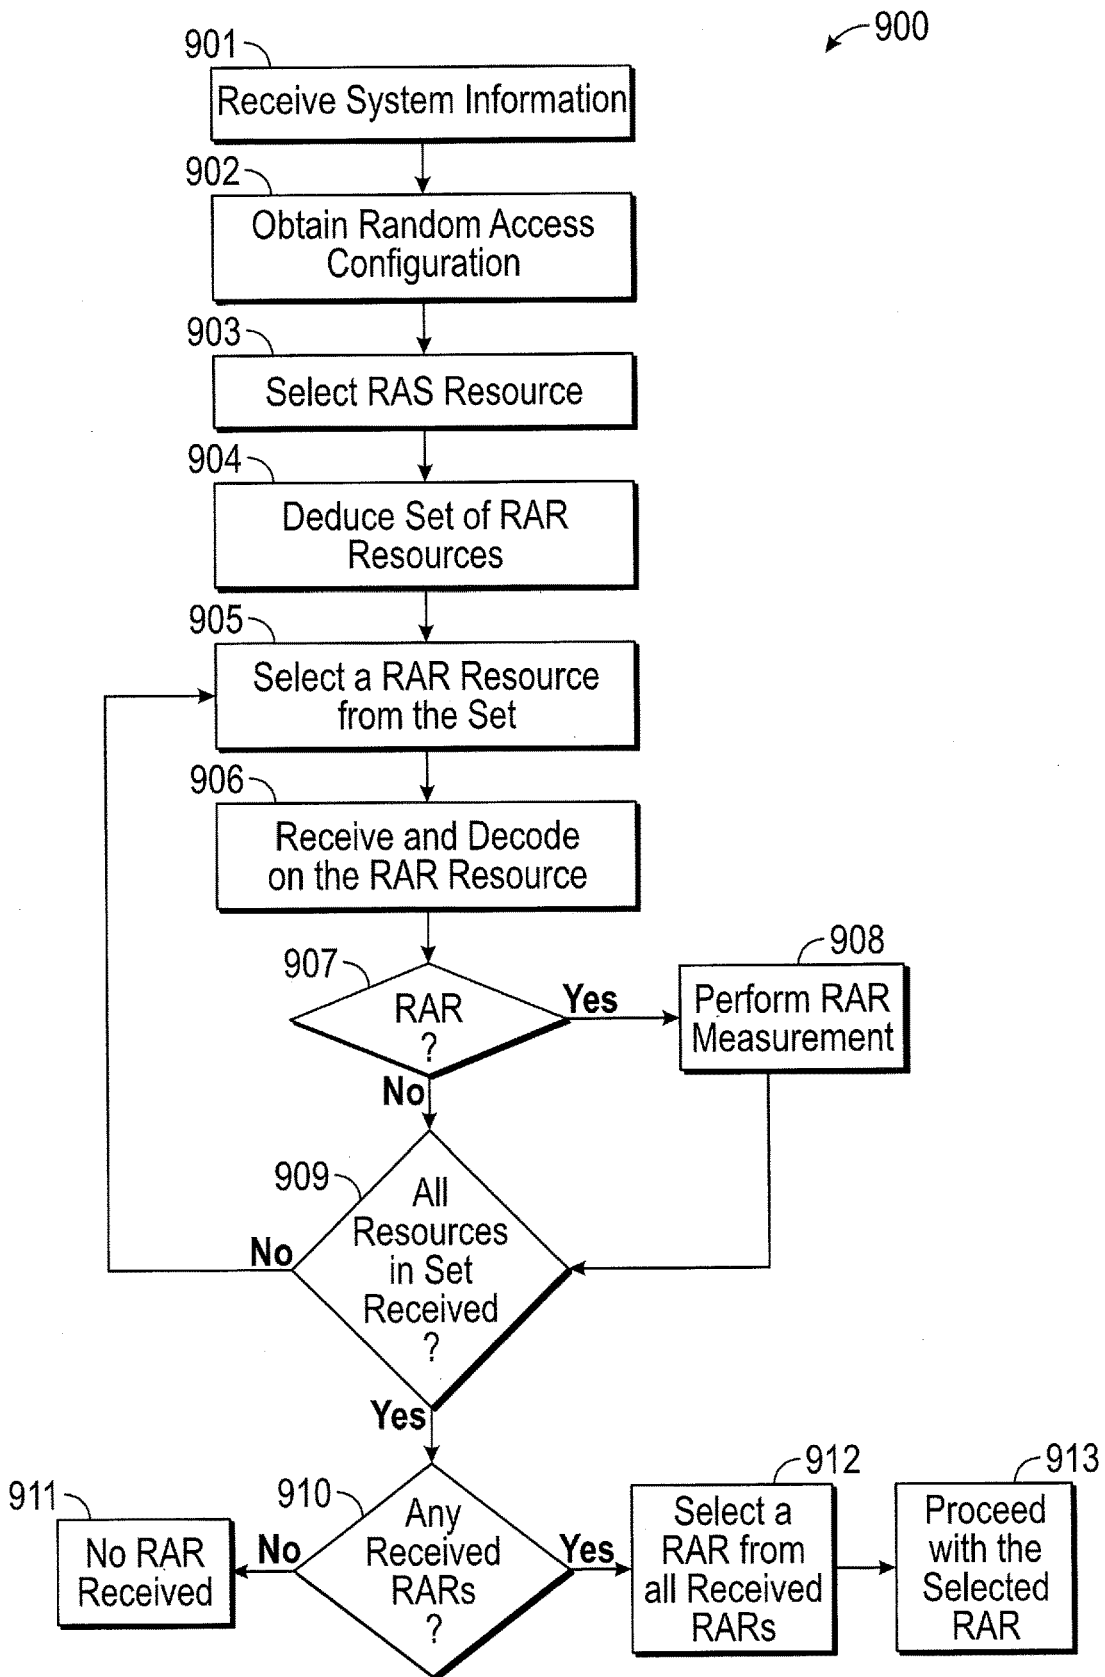 900
901
Receive System Information
902
Obtain Random Access
Configuration
903
Select RAS Resource
904
Deduce Set of RAR
Resources
905
Select a RAR Resource
from the Set
906
Receive and Decode
on the RAR Resource
907
RAR
?
Yes
No
908
Perform RAR
Measurement
909
All
Resources
in Set
Received
?
No
Yes
910
Any
Received
RARs
?
No
Yes
911
No RAR
Received
912
Select a
RAR from
all Received
RARs
913
Proceed
with the
Selected
RAR